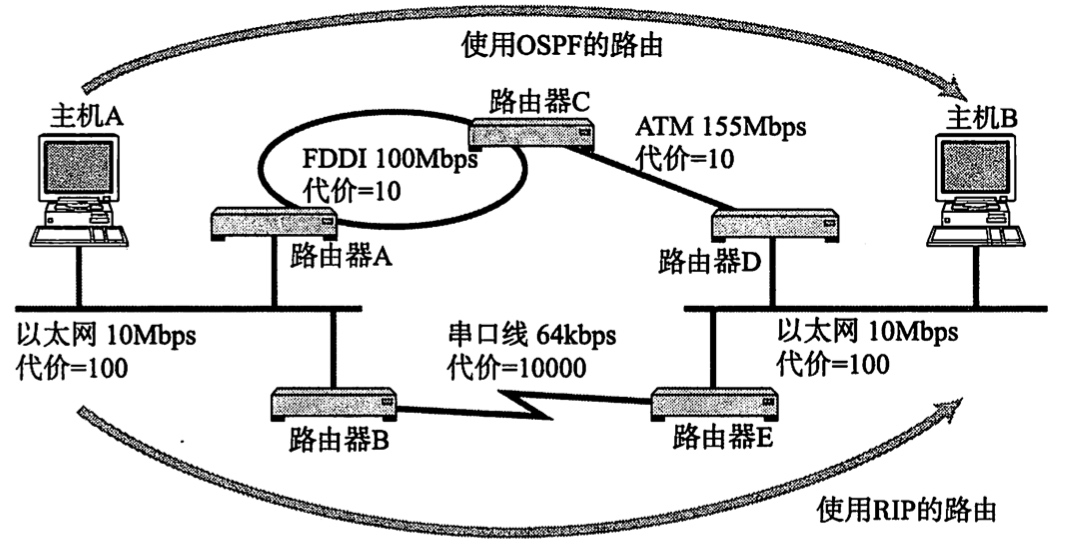 使用OSPF的路由
主机A
路由器C
ATM 155Mbps
代价=10
主机B
FDDI 100Mbps
代价=10
路由器A
路由器D
以太网 10Mbps
代价=100
串口线 64kbps
代价=10000
以太网 10Mbps
代价=100
路由器B
路由器E
使用RIP的路由